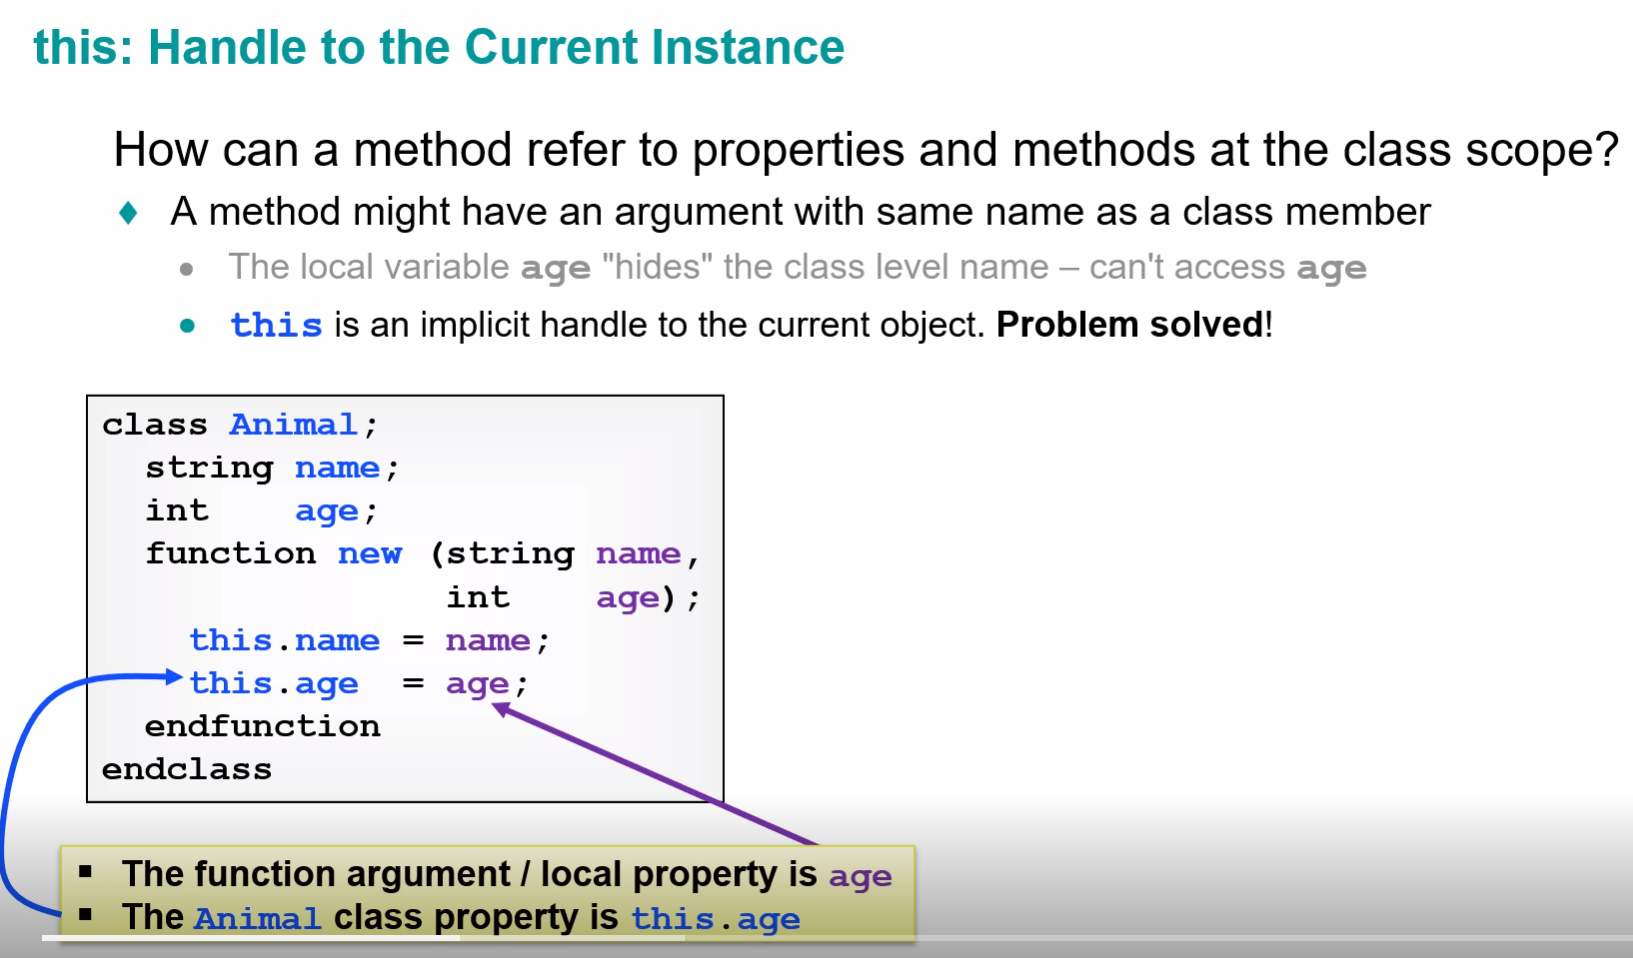 this: Handle to the Current Instance
How can a method refer to properties and methods at the class scope?
A method might have an argument with same name as a class member
The local variable age "hides" the class level name – can't access age
this is an implicit handle to the current object. Problem solved!
class Animal;
string name;
int age;
function new (string name,
int age);
this.name = name;
this.age = age;
endfunction
endclass
The function argument / local property is age
The Animal class property is this.age